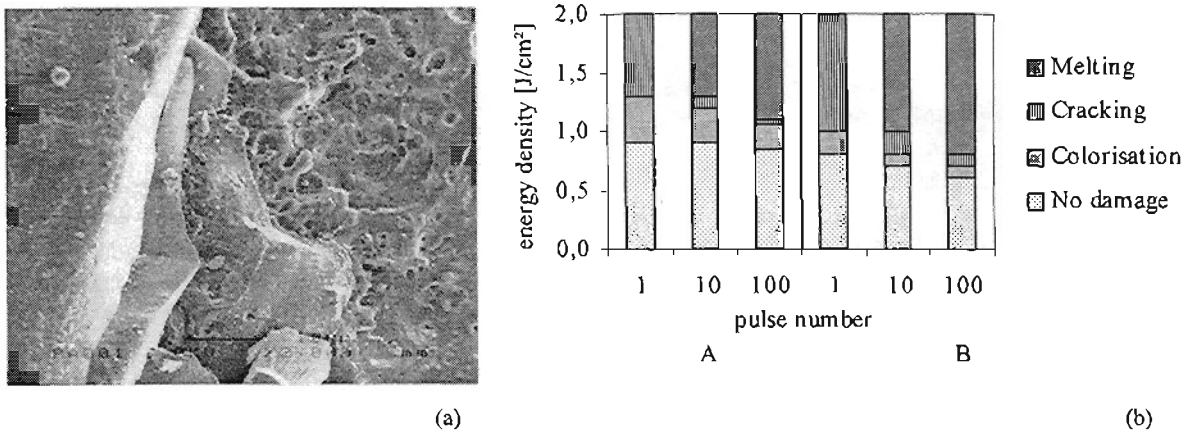 (a)
energy density [J/cm²]
2,0
1,5
1,0
0,5
0,0
1 10 100 1 10 100
pulse number
A B
Melting
Cracking
Colorisation
No damage
(b)